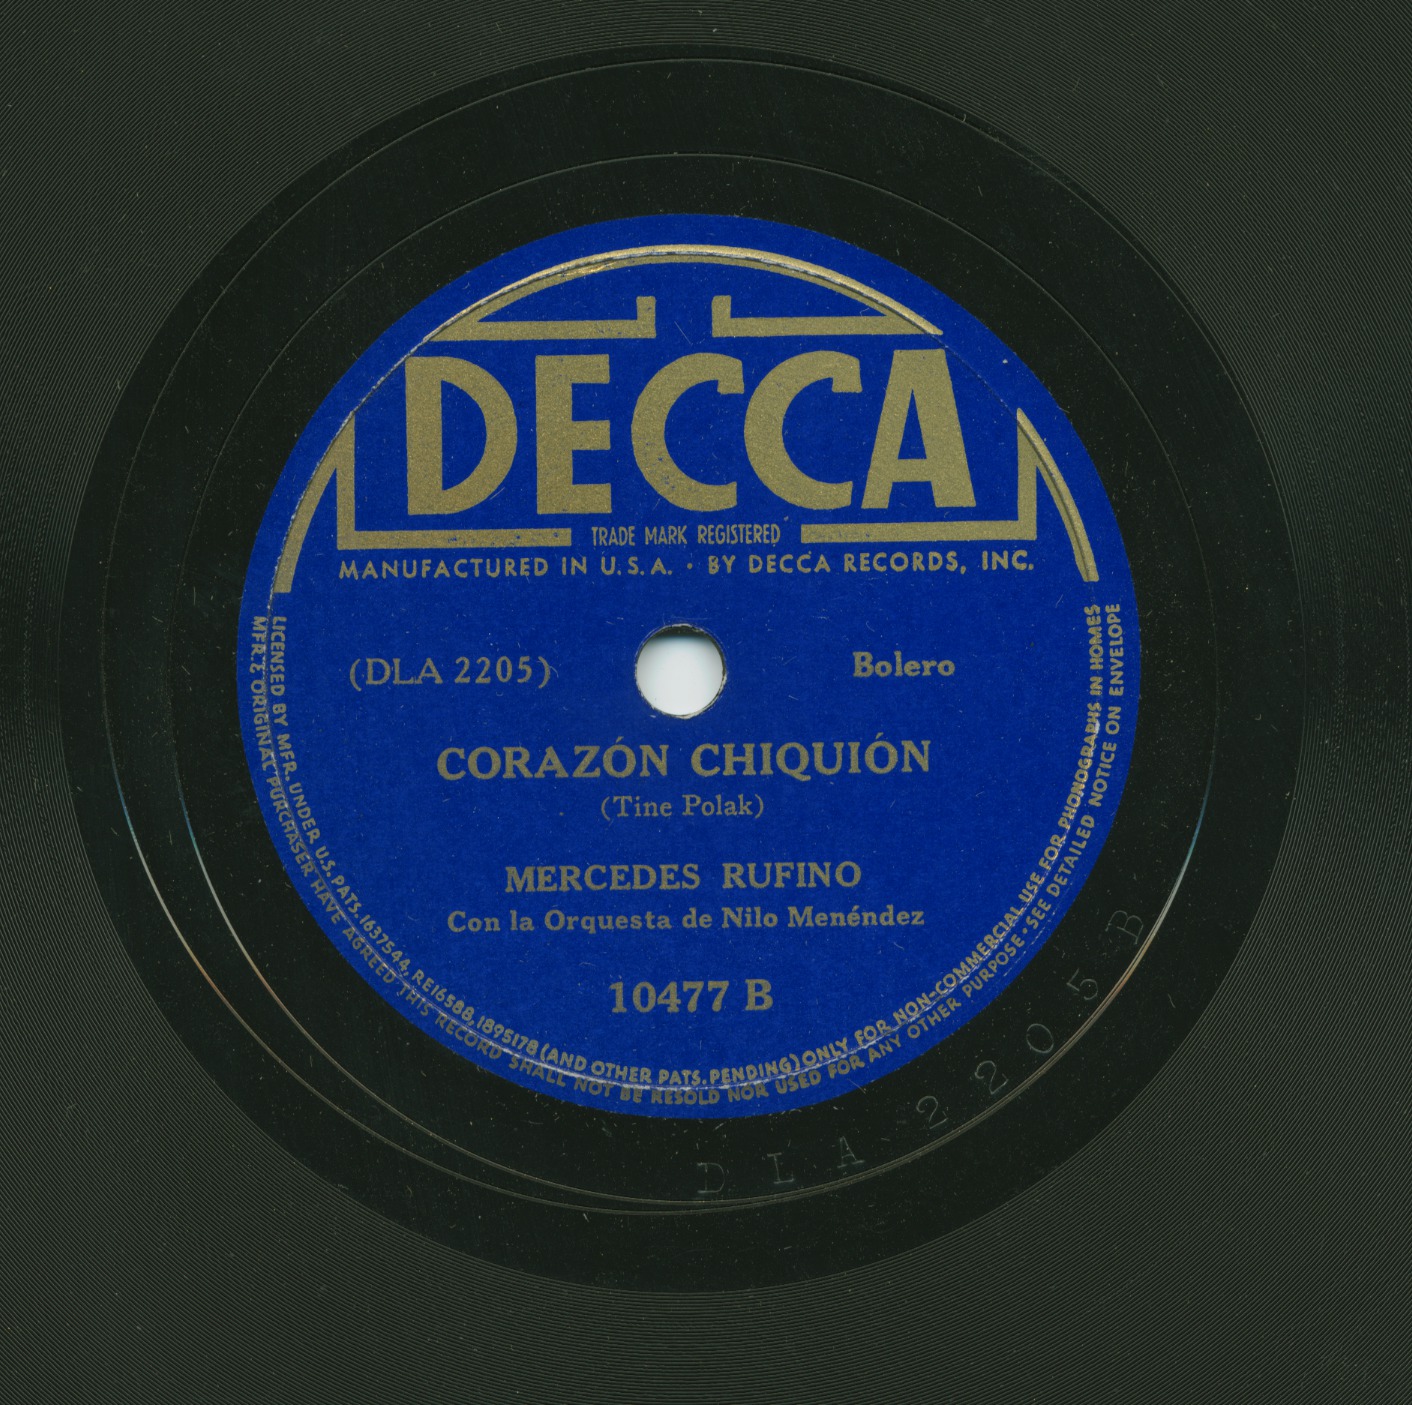 DECCA
TRADE MARK REGISTERED
MANUFACTURED IN U.S.A. · BY DECCA RECORDS, INC.
(DLA 2205)
Bolero
CORAZÓN CHIQUIÓN
(Tine Polak)
MERCEDES RUFINO
Con la Orquesta de Nilo Menéndez
10477 B
LICENSED BY MFR. UNDER U.S. PATS. 1637544, RE16588, 1895178 (AND OTHER PATS. PENDING) ONLY FOR NON-COMMERCIAL USE FOR PHONOGRAPHS IN HOMES
MFR. & ORIGINAL PURCHASER HAVE AGREED THIS RECORD SHALL NOT BE RESOLD NOR USED FOR ANY OTHER PURPOSE · SEE DETAILED NOTICE ON ENVELOPE
DLA 2205 B